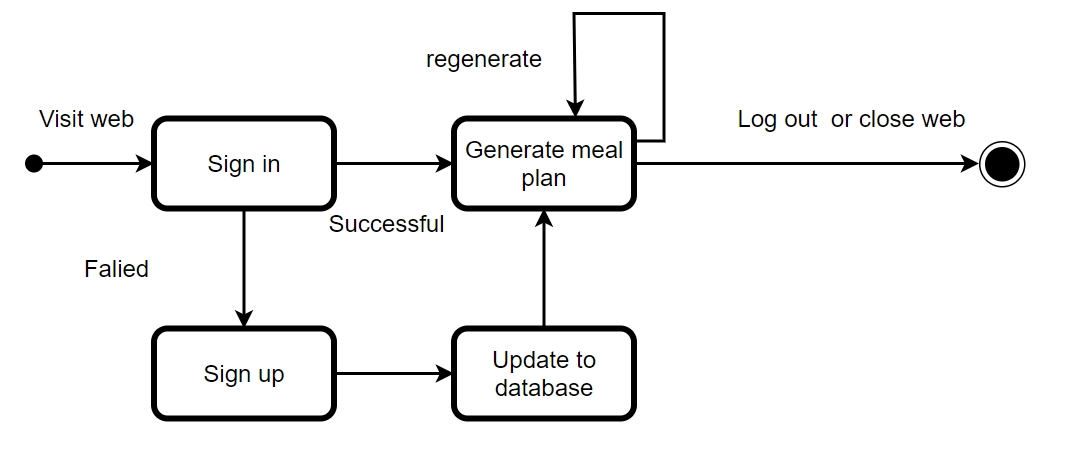 regenerate
Visit web
Log out or close web
Sign in
Generate meal
plan
Successful
Falied
Sign up
Update to
database